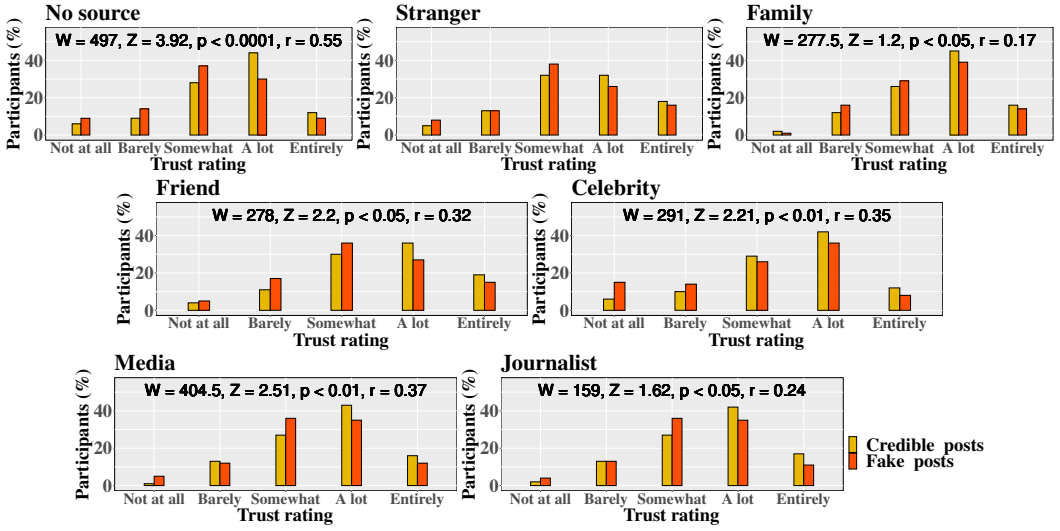 No source
Stranger
Family
W = 497, Z = 3.92, p < 0.0001, r = 0.55
W = 277.5, Z = 1.2, p < 0.05, r = 0.17
Participants (%)
40
20
0
Participants (%)
40
20
0
Participants (%)
40
20
0
Not at all Barely Somewhat A lot Entirely
Not at all Barely Somewhat A lot Entirely
Not at all Barely Somewhat A lot Entirely
Trust rating
Trust rating
Trust rating
Friend
Celebrity
W = 278, Z = 2.2, p < 0.05, r = 0.32
W = 291, Z = 2.21, p < 0.01, r = 0.35
Participants (%)
40
20
0
Participants (%)
40
20
0
Not at all Barely Somewhat A lot Entirely
Not at all Barely Somewhat A lot Entirely
Trust rating
Trust rating
Media
Journalist
W = 404.5, Z = 2.51, p < 0.01, r = 0.37
W = 159, Z = 1.62, p < 0.05, r = 0.24
Participants (%)
40
20
0
Participants (%)
40
20
0
Not at all Barely Somewhat A lot Entirely
Not at all Barely Somewhat A lot Entirely
Trust rating
Trust rating
Credible posts
Fake posts